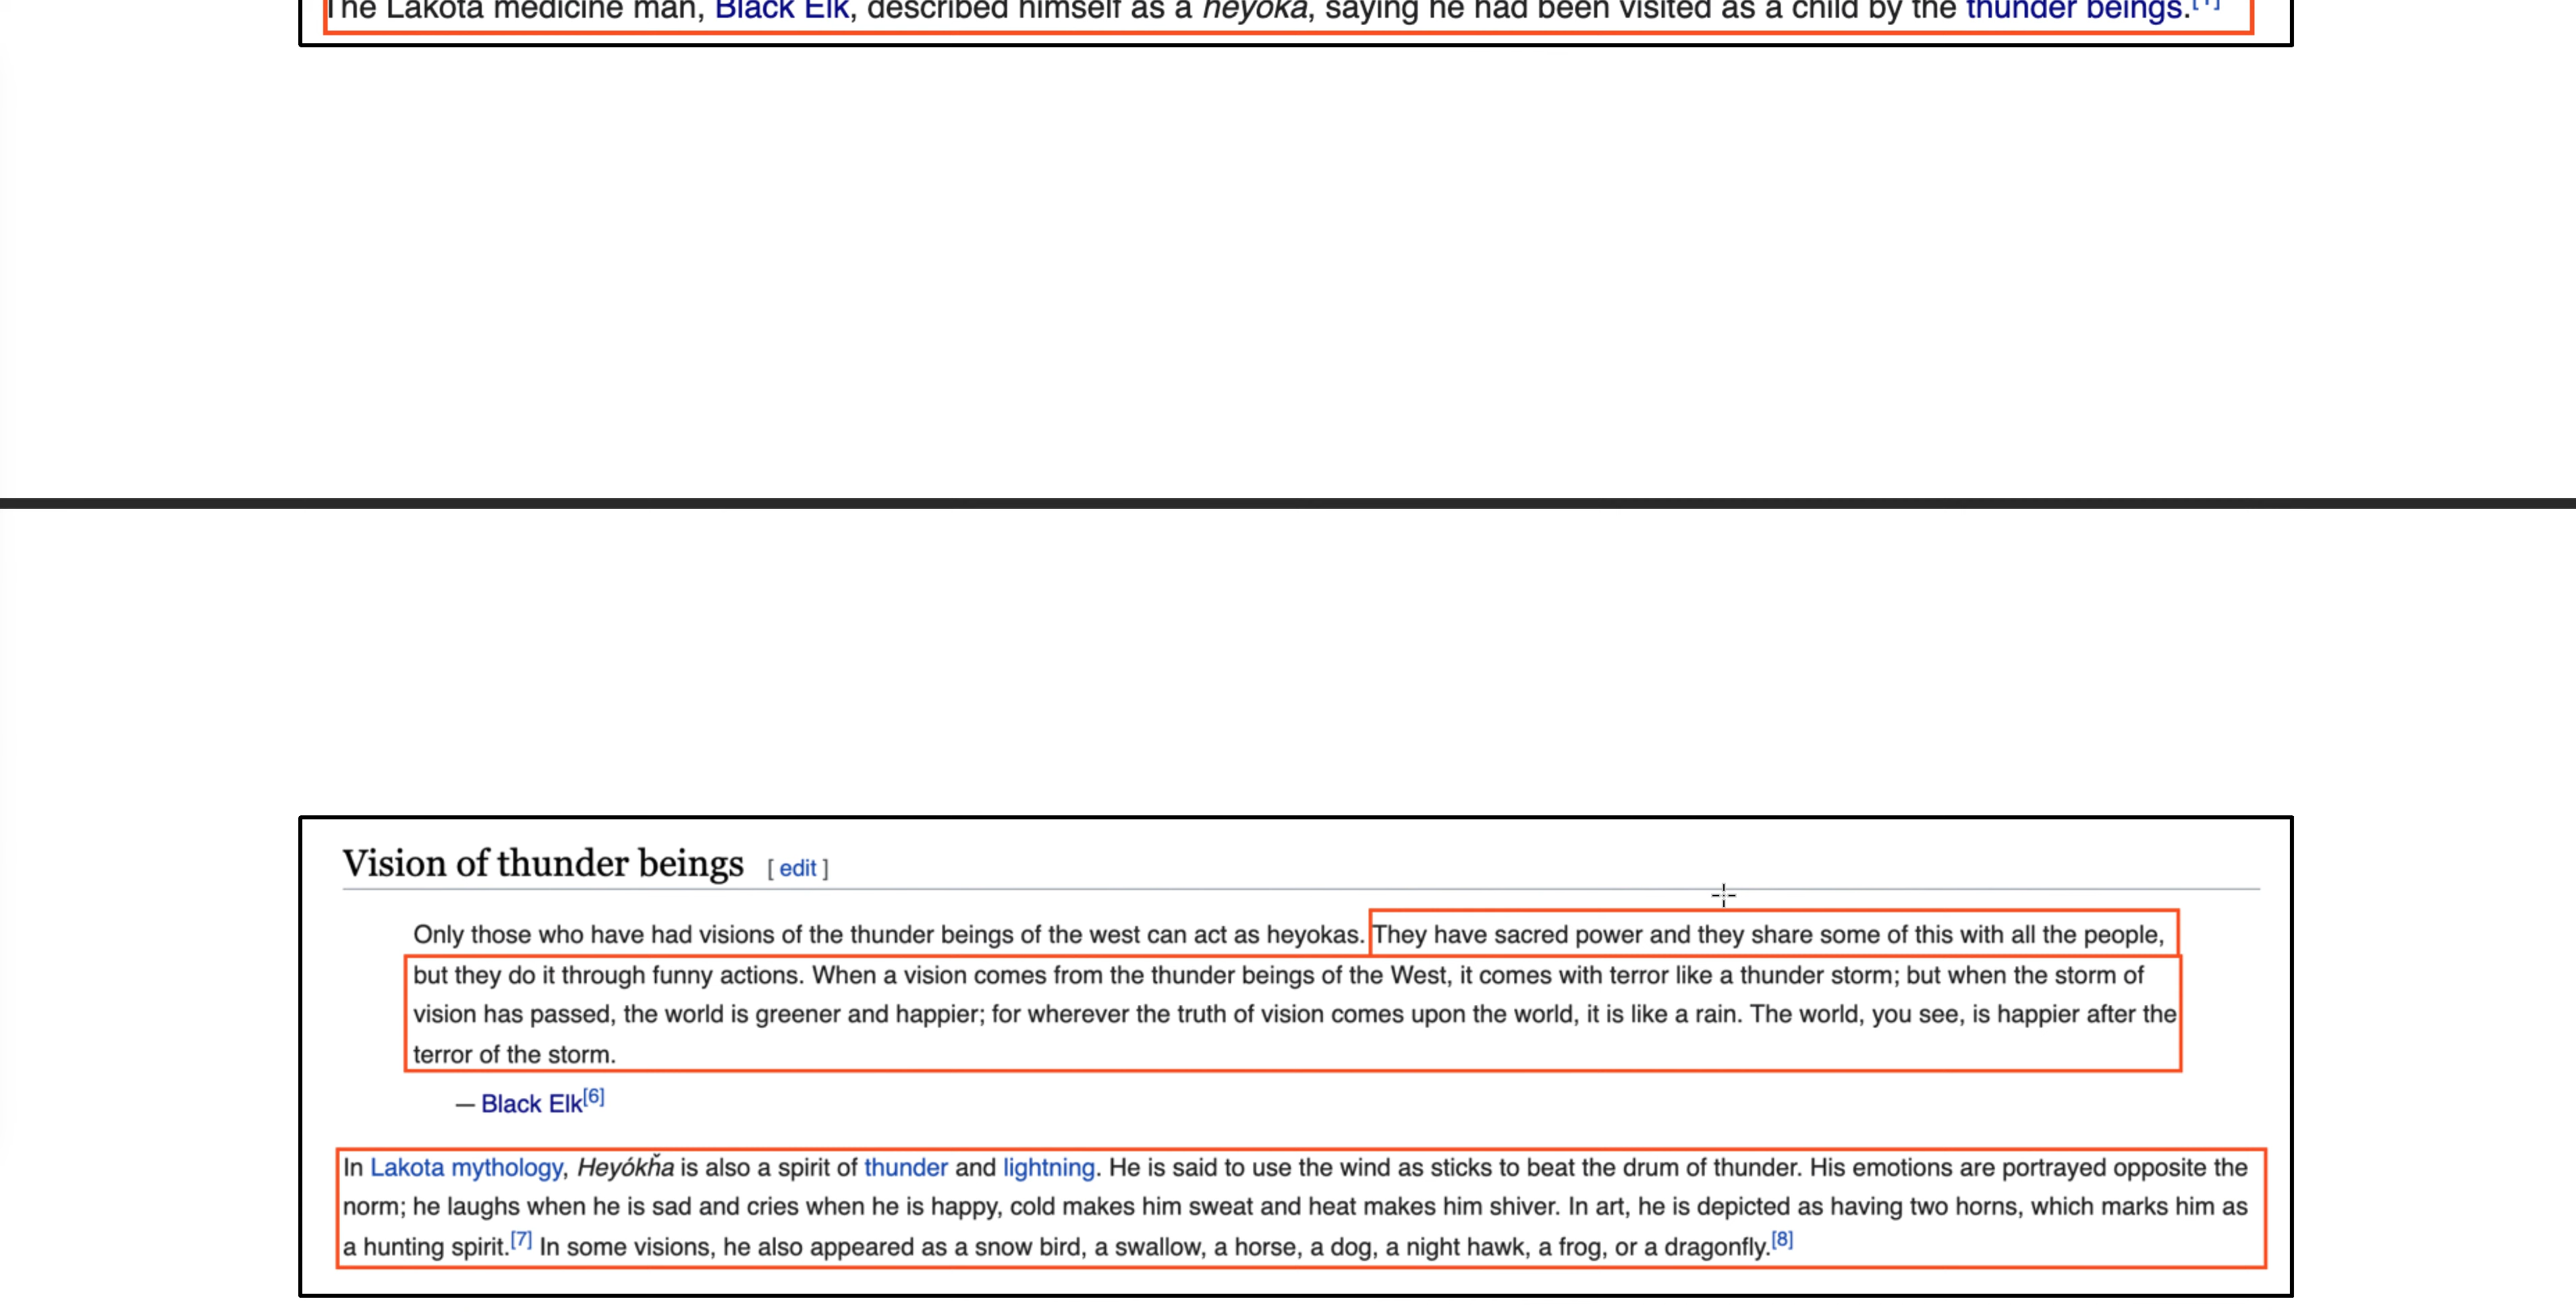 The Lakota medicine man, Black Elk, described himself as a heyoka, saying he had been visited as a child by the thunder beings.[1]
Vision of thunder beings [ edit ]
Only those who have had visions of the thunder beings of the west can act as heyokas. They have sacred power and they share some of this with all the people,
but they do it through funny actions. When a vision comes from the thunder beings of the West, it comes with terror like a thunder storm; but when the storm of
vision has passed, the world is greener and happier; for wherever the truth of vision comes upon the world, it is like a rain. The world, you see, is happier after the
terror of the storm.
— Black Elk[6]
In Lakota mythology, Heyókȟa is also a spirit of thunder and lightning. He is said to use the wind as sticks to beat the drum of thunder. His emotions are portrayed opposite the
norm; he laughs when he is sad and cries when he is happy, cold makes him sweat and heat makes him shiver. In art, he is depicted as having two horns, which marks him as
a hunting spirit.[7] In some visions, he also appeared as a snow bird, a swallow, a horse, a dog, a night hawk, a frog, or a dragonfly.[8]